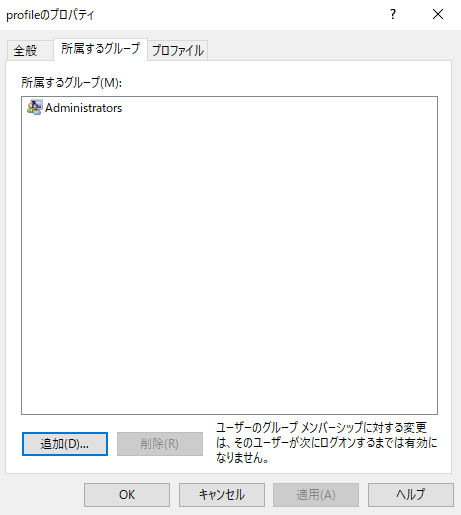 profileのプロパティ
?
全般
所属するグループ
プロファイル
所属するグループ(M):
Administrators
追加(D)...
削除(R)
ユーザーのグループ メンバーシップに対する変更
は、そのユーザーが次にログオンするまでは有効に
なりません。
OK
キャンセル
適用(A)
ヘルプ